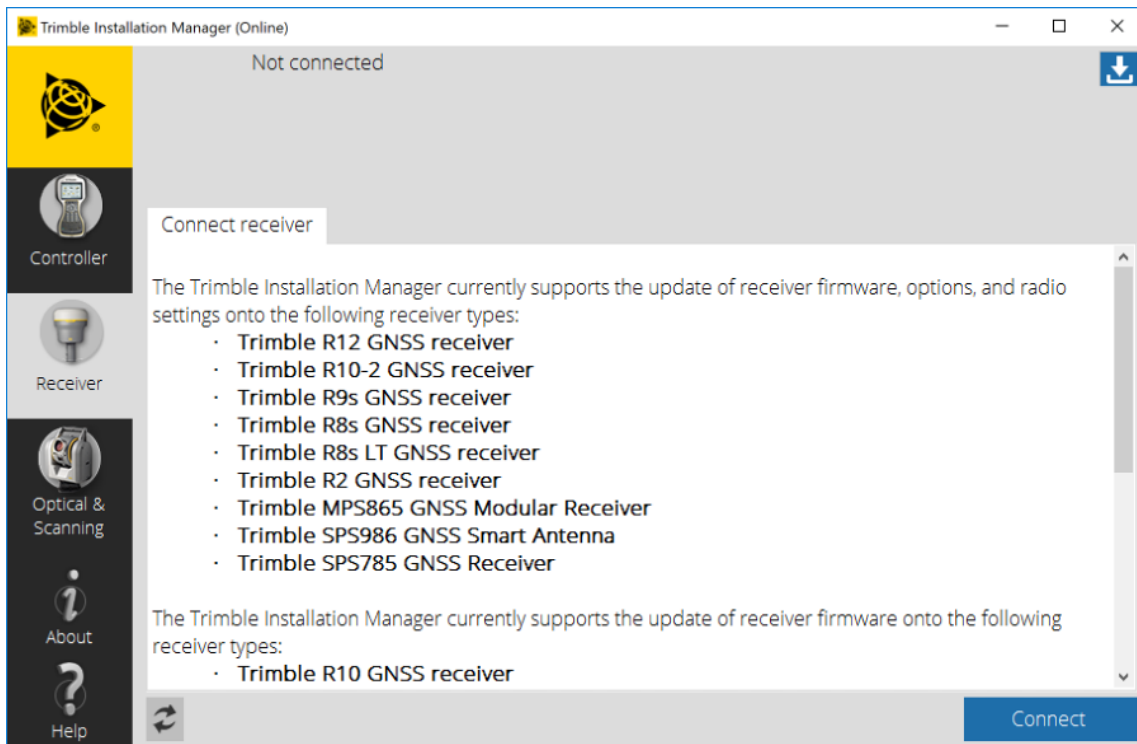 Trimble Installation Manager (Online)
Not connected
Controller
Receiver
Optical &
Scanning
About
Help
Connect receiver
The Trimble Installation Manager currently supports the update of receiver firmware, options, and radio
settings onto the following receiver types:
· Trimble R12 GNSS receiver
· Trimble R10-2 GNSS receiver
· Trimble R9s GNSS receiver
· Trimble R8s GNSS receiver
· Trimble R8s LT GNSS receiver
· Trimble R2 GNSS receiver
· Trimble MPS865 GNSS Modular Receiver
· Trimble SPS986 GNSS Smart Antenna
· Trimble SPS785 GNSS Receiver
The Trimble Installation Manager currently supports the update of receiver firmware onto the following
receiver types:
· Trimble R10 GNSS receiver
Connect